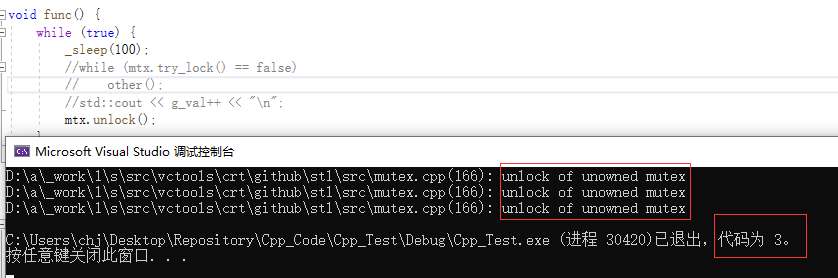 void func() {
while (true) {
_sleep(100);
//while (mtx.try_lock() == false)
// other();
//std::cout << g_val++ << "\n";
mtx.unlock();
Microsoft Visual Studio 调试控制台
D:\a\_work\1\s\src\vctools\crt\github\stl\src\mutex.cpp(166): unlock of unowned mutex
D:\a\_work\1\s\src\vctools\crt\github\stl\src\mutex.cpp(166): unlock of unowned mutex
D:\a\_work\1\s\src\vctools\crt\github\stl\src\mutex.cpp(166): unlock of unowned mutex
C:\Users\chj\Desktop\Repository\Cpp_Code\Cpp_Test\Debug\Cpp_Test.exe (进程 30420)已退出，代码为 3。
按任意键关闭此窗口. . .